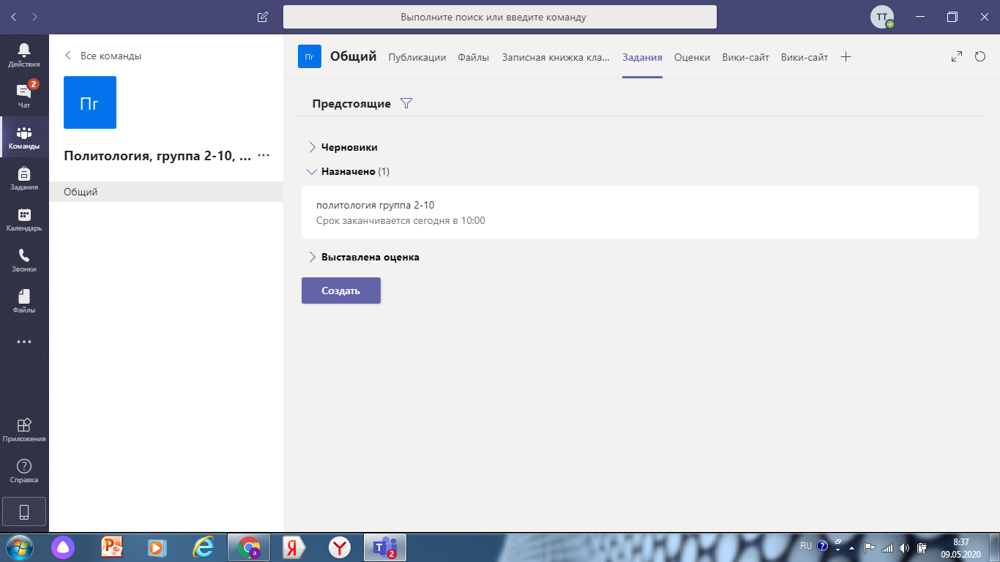 Выполните поиск или введите команду
ТТ
Действия
2
Чат
Команды
Задания
Календарь
Звонки
Файлы
Приложения
Справка
Все команды
Пг
Политология, группа 2-10, ...
Общий
Пг
Общий
Публикации Файлы Записная книжка кла... Задания Оценки Вики-сайт Вики-сайт
Предстоящие
Черновики
Назначено (1)
политология группа 2-10
Срок заканчивается сегодня в 10:00
Выставлена оценка
Создать
a
Я
Y
T
2
RU
?
8:37
09.05.2020